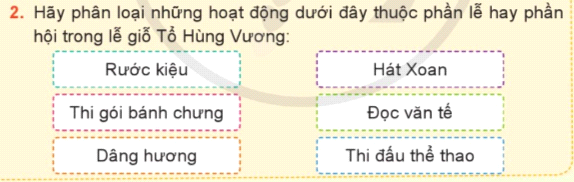 2. Hãy phân loại những hoạt động dưới đây thuộc phần lễ hay phần
hội trong lễ giỗ Tổ Hùng Vương:
Rước kiệu
Hát Xoan
Thi gói bánh chưng
Đọc văn tế
Dâng hương
Thi đấu thể thao